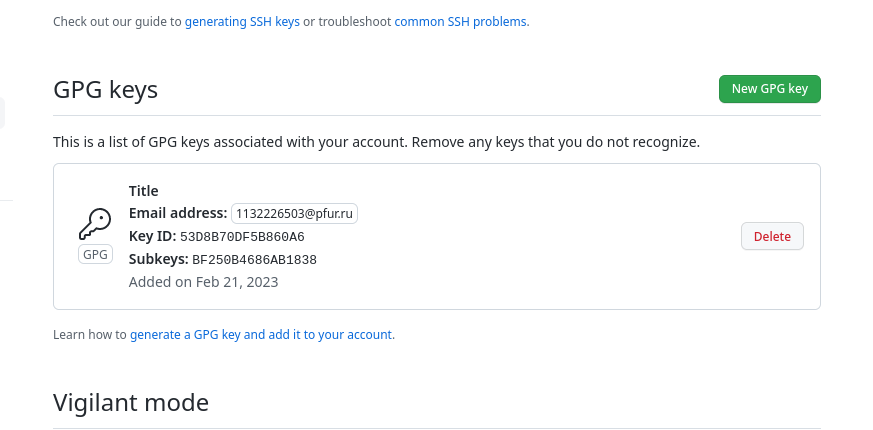 Check out our guide to generating SSH keys or troubleshoot common SSH problems.
GPG keys
New GPG key
This is a list of GPG keys associated with your account. Remove any keys that you do not recognize.
Title
Email address: 1132226503@pfur.ru
Key ID: 53D8B70DF5B860A6
Subkeys: BF250B4686AB1838
Added on Feb 21, 2023
GPG
Delete
Learn how to generate a GPG key and add it to your account.
Vigilant mode